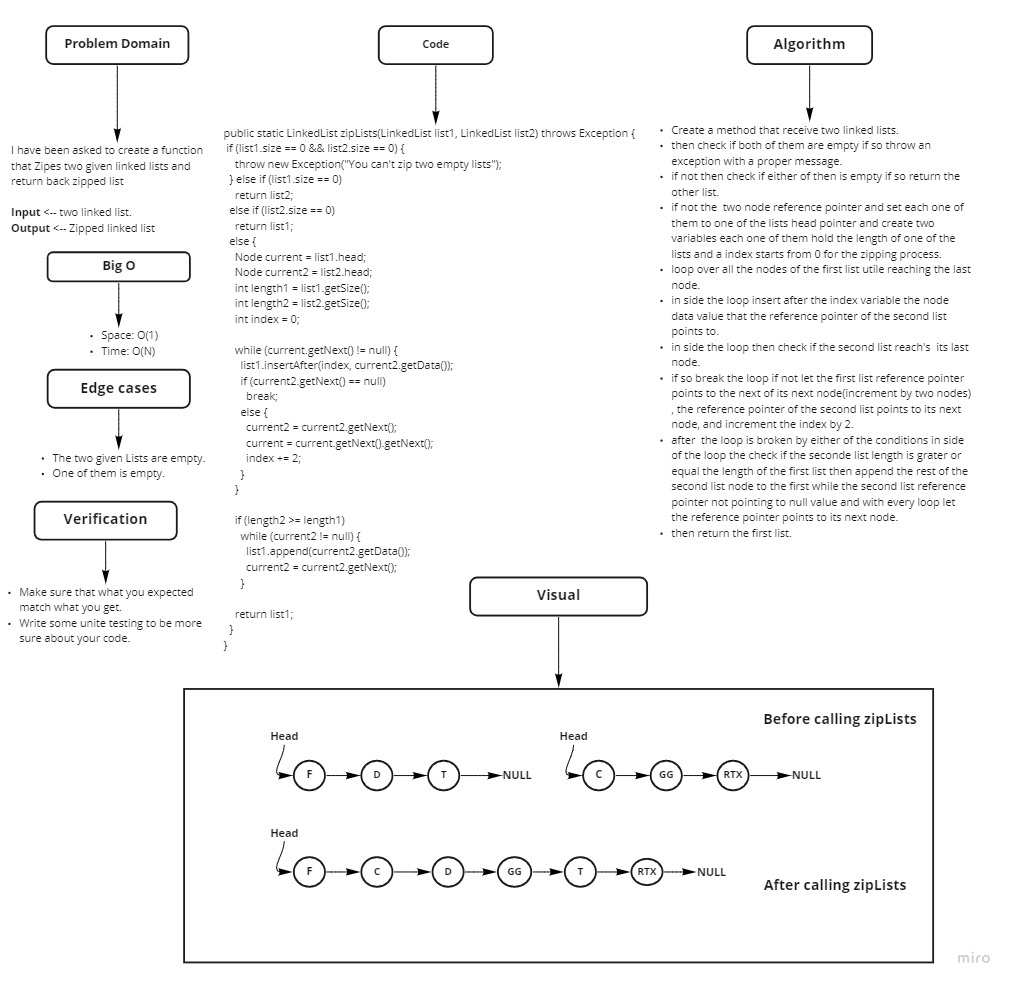 Problem Domain
I have been asked to create a function
that Zipes two given linked lists and
return back zipped list
Input <-- two linked list.
Output <-- Zipped linked list
Big O
• Space: O(1)
• Time: O(N)
Edge cases
• The two given Lists are empty.
• One of them is empty.
Verification
• Make sure that what you expected
match what you get.
• Write some unite testing to be more
sure about your code.
Code
public static LinkedList zipLists(LinkedList list1, LinkedList list2) throws Exception {
if (list1.size == 0 && list2.size == 0) {
throw new Exception("You can't zip two empty lists");
} else if (list1.size == 0)
return list2;
else if (list2.size == 0)
return list1;
else {
Node current = list1.head;
Node current2 = list2.head;
int length1 = list1.getSize();
int length2 = list2.getSize();
int index = 0;
while (current.getNext() != null) {
list1.insertAfter(index, current2.getData());
if (current2.getNext() == null)
break;
else {
current2 = current2.getNext();
current = current.getNext().getNext();
index += 2;
}
}
if (length2 >= length1)
while (current2 != null) {
list1.append(current2.getData());
current2 = current2.getNext();
}
return list1;
}
}
Algorithm
• Create a method that receive two linked lists.
• then check if both of them are empty if so throw an
exception with a proper message.
• if not then check if either of then is empty if so return the
other list.
• if not the two node reference pointer and set each one of
them to one of the lists head pointer and create two
variables each one of them hold the length of one of the
lists and a index starts from 0 for the zipping process.
• loop over all the nodes of the first list utile reaching the last
node.
• in side the loop insert after the index variable the node
data value that the reference pointer of the second list
points to.
• in side the loop then check if the second list reach's its last
node.
• if so break the loop if not let the first list reference pointer
points to the next of its next node(increment by two nodes)
, the reference pointer of the second list points to its next
node, and increment the index by 2.
• after the loop is broken by either of the conditions in side
of the loop the check if the seconde list length is grater or
equal the length of the first list then append the rest of the
second list node to the first while the second list reference
pointer not pointing to null value and with every loop let
the reference pointer points to its next node.
• then return the first list.
Visual
Before calling zipLists
Head
F D T NULL
Head
C GG RTX NULL
Head
F C D GG T RTX NULL
After calling zipLists
miro